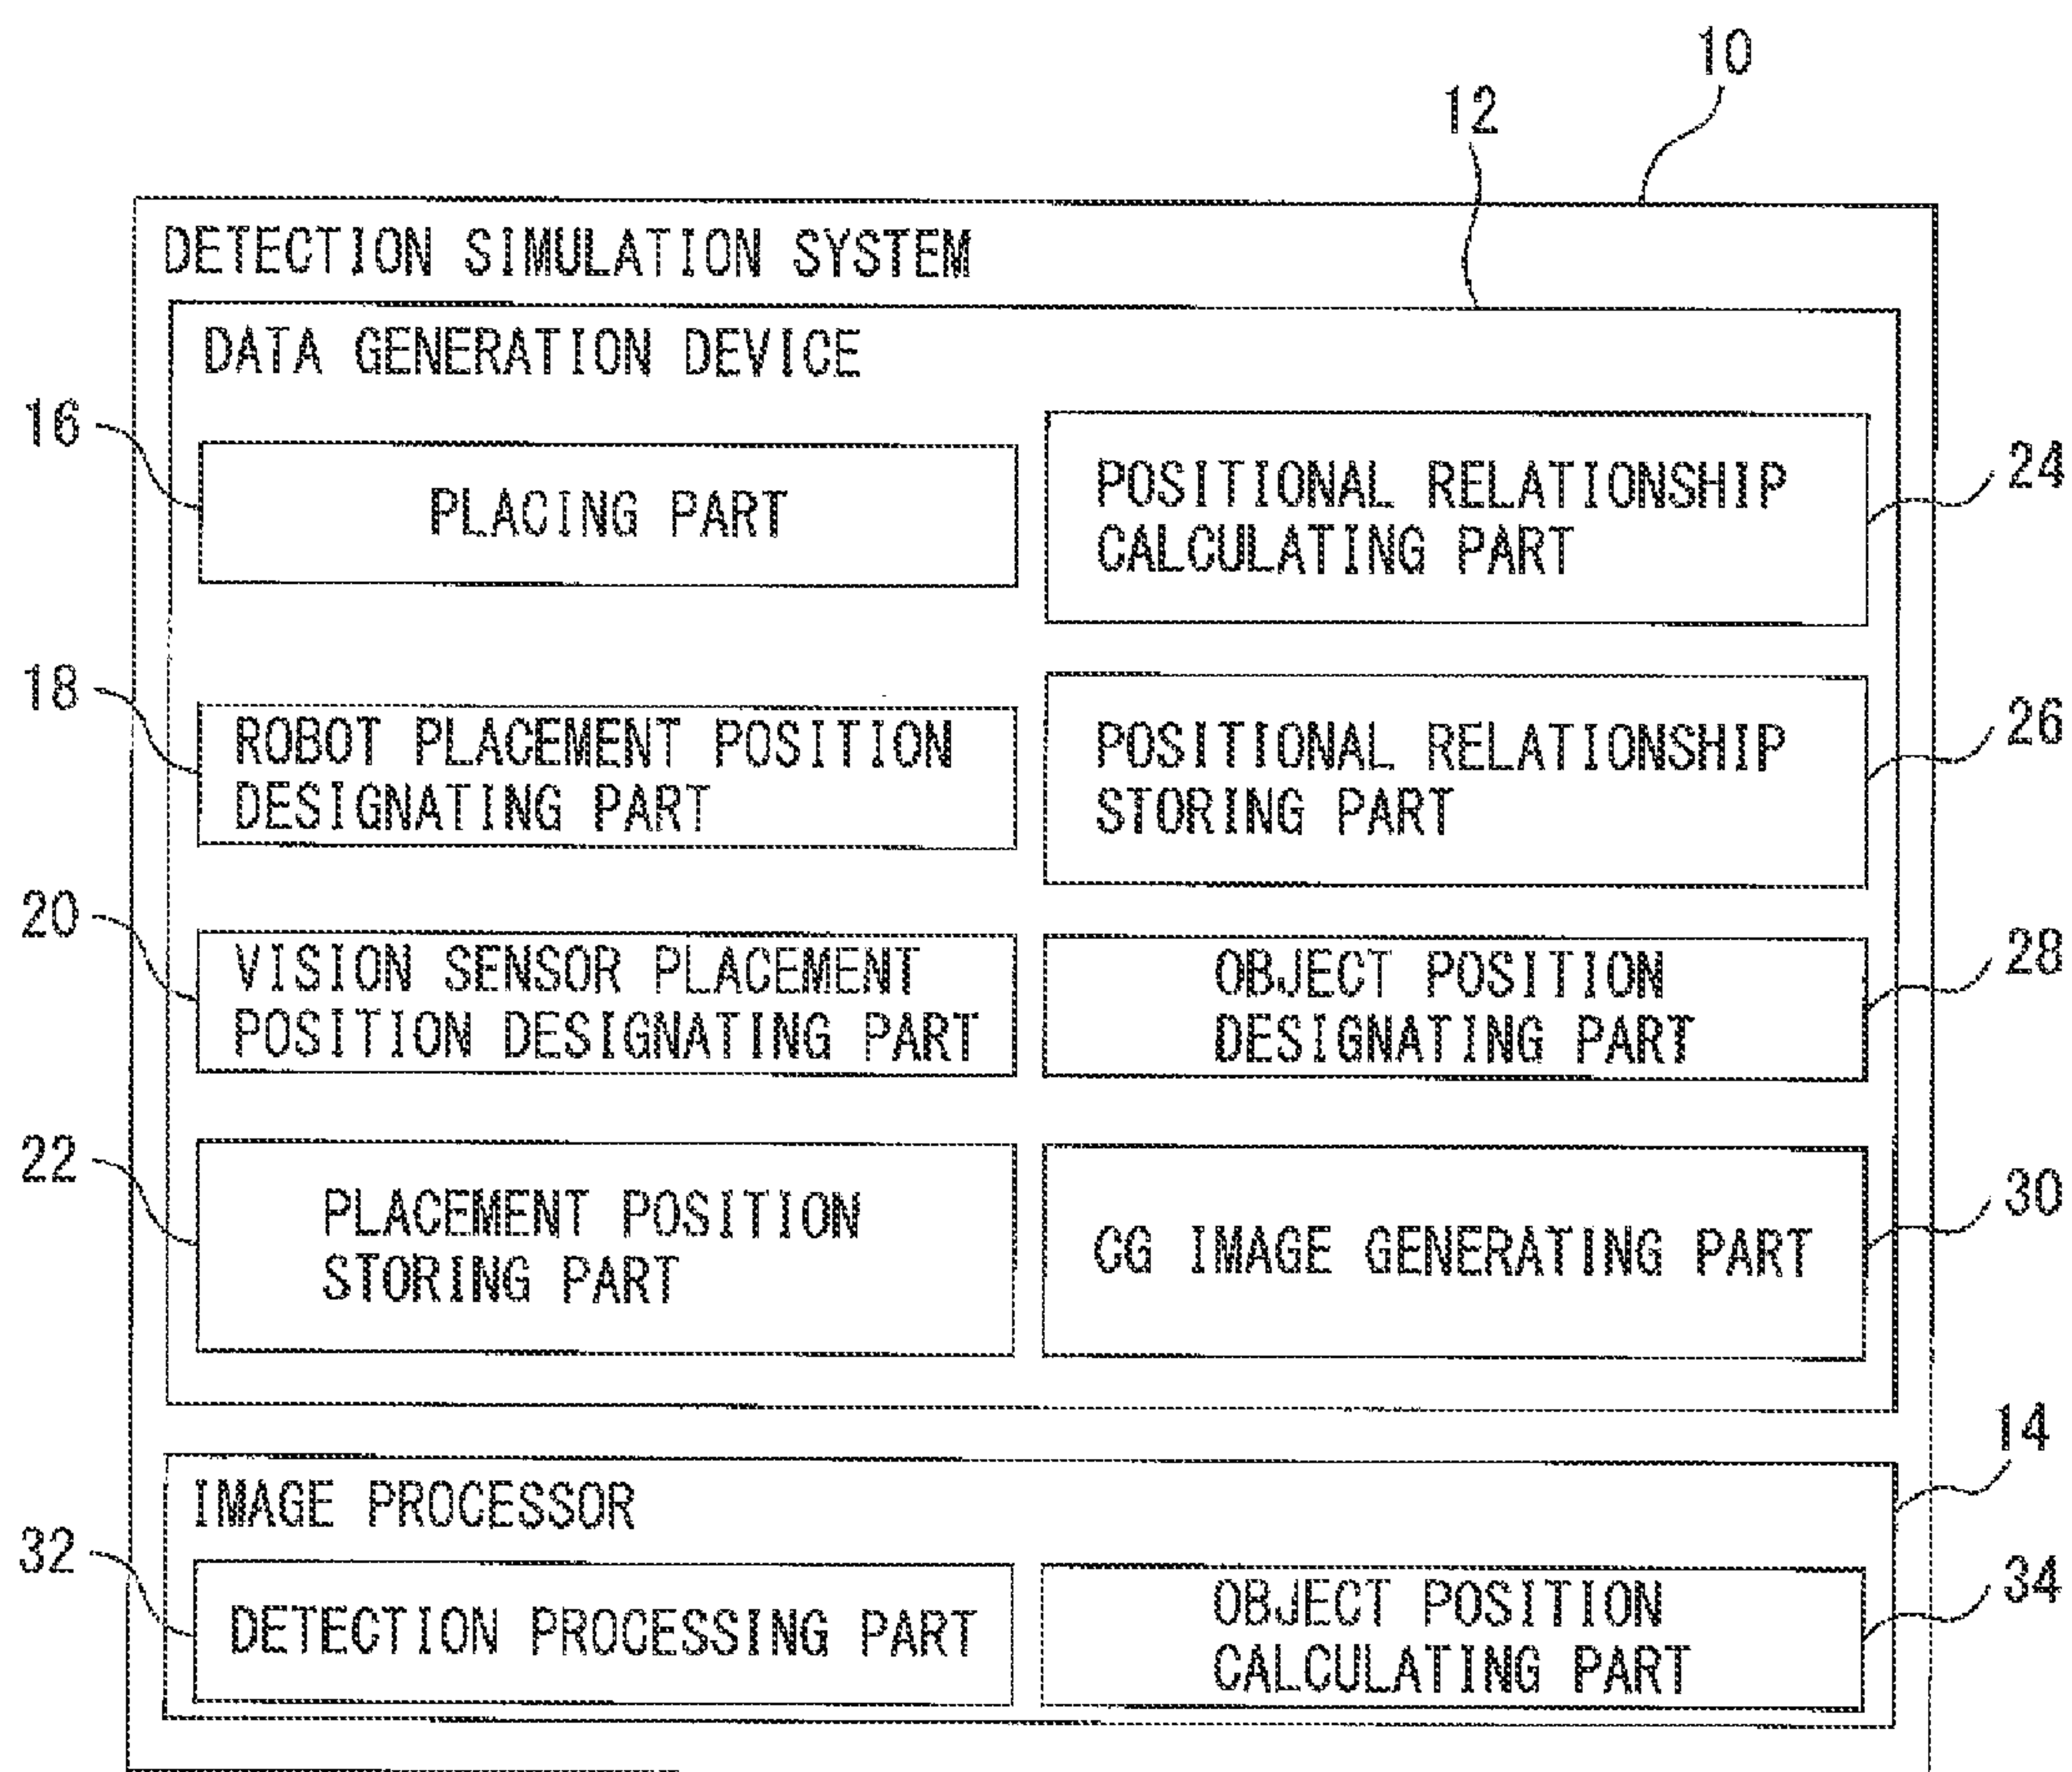 10
12
DETECTION SIMULATION SYSTEM
DATA GENERATION DEVICE
16
PLACING PART
POSITIONAL RELATIONSHIP
CALCULATING PART
24
18
ROBOT PLACEMENT POSITION
DESIGNATING PART
POSITIONAL RELATIONSHIP
STORING PART
26
20
VISION SENSOR PLACEMENT
POSITION DESIGNATING PART
OBJECT POSITION
DESIGNATING PART
28
22
PLACEMENT POSITION
STORING PART
CG IMAGE GENERATING PART
30
14
IMAGE PROCESSOR
32
DETECTION PROCESSING PART
OBJECT POSITION
CALCULATING PART
34